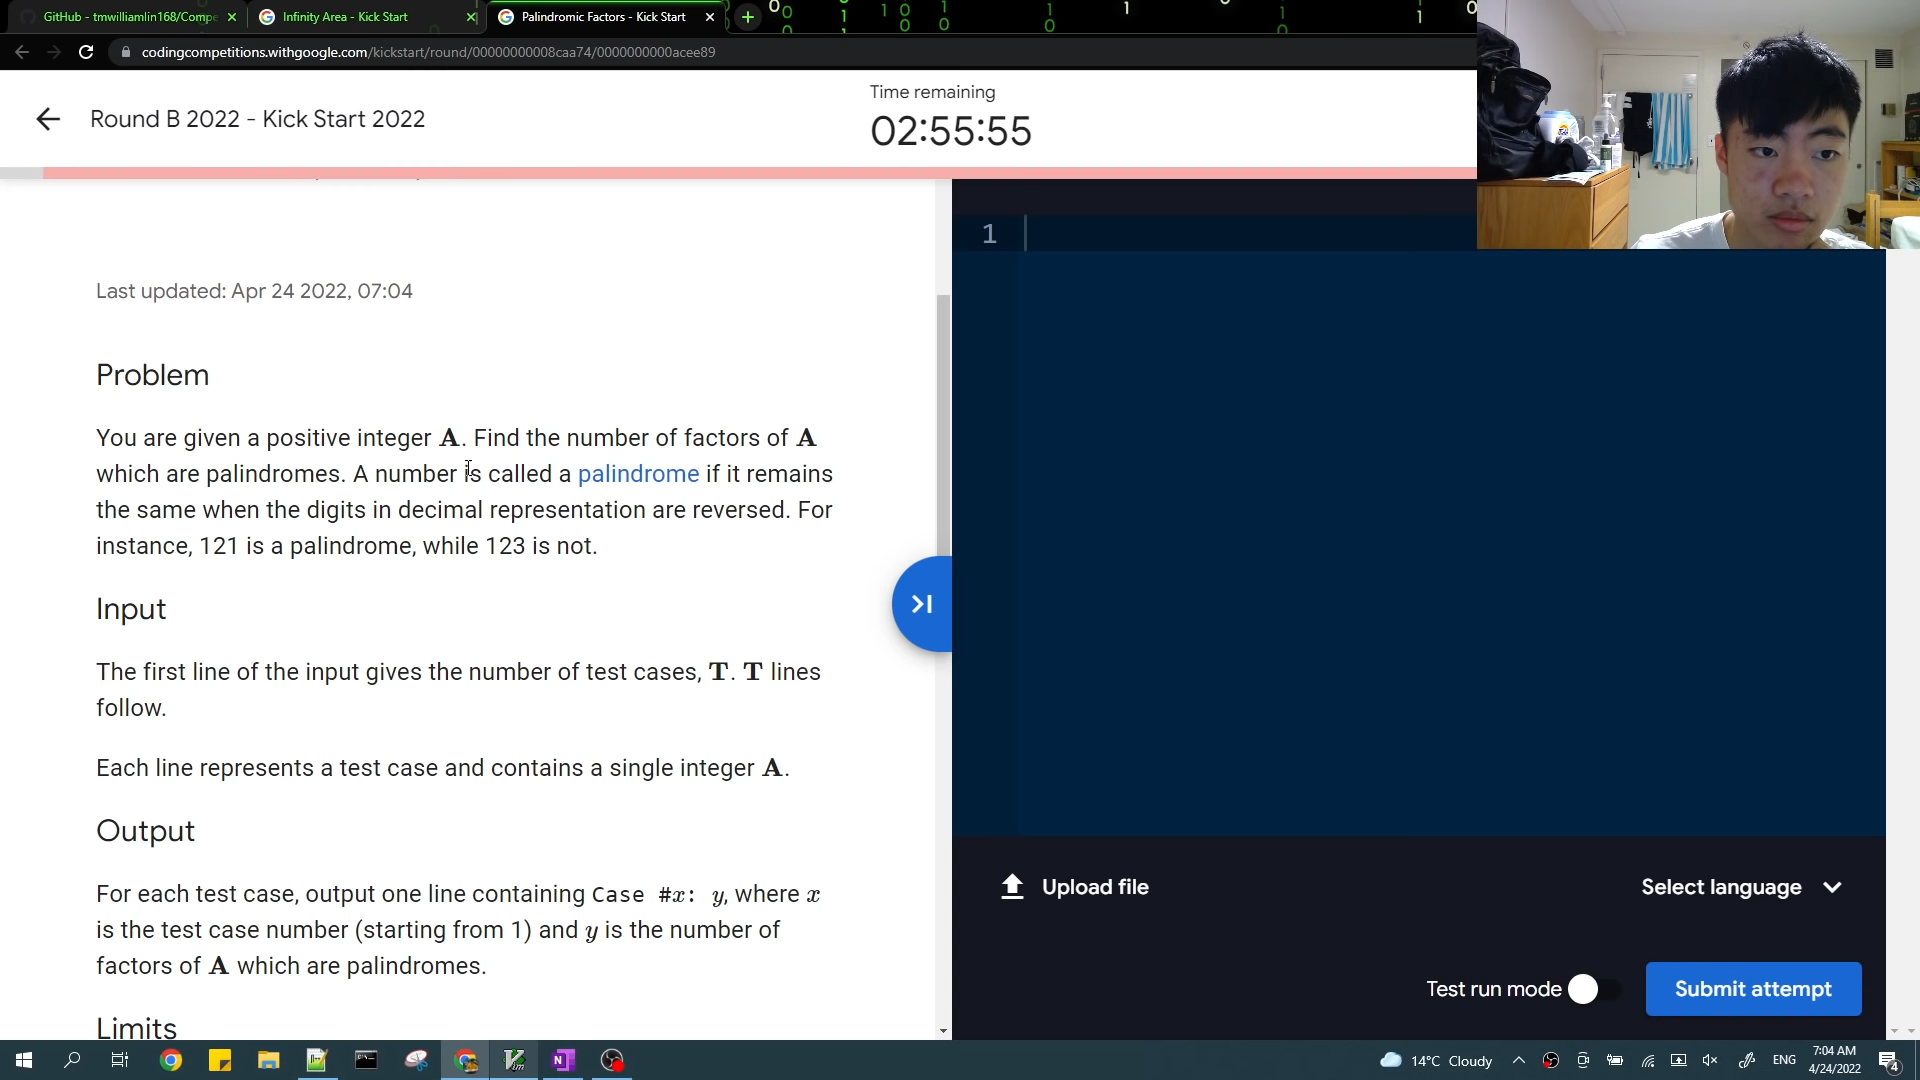 GitHub - tmwilliamlin168/Compe
Infinity Area - Kick Start
Palindromic Factors - Kick Start
codingcompetitions.withgoogle.com/kickstart/round/00000000008caa74/0000000000acee89
Round B 2022 - Kick Start 2022
Time remaining
02:55:55
Last updated: Apr 24 2022, 07:04
Problem
You are given a positive integer A. Find the number of factors of A
which are palindromes. A number is called a palindrome if it remains
the same when the digits in decimal representation are reversed. For
instance, 121 is a palindrome, while 123 is not.
Input
The first line of the input gives the number of test cases, T. T lines
follow.
Each line represents a test case and contains a single integer A.
Output
For each test case, output one line containing Case #x: y, where x
is the test case number (starting from 1) and y is the number of
factors of A which are palindromes.
Limits
1
Upload file
Select language
Test run mode
Submit attempt
14°C Cloudy
ENG
7:04 AM
4/24/2022
4